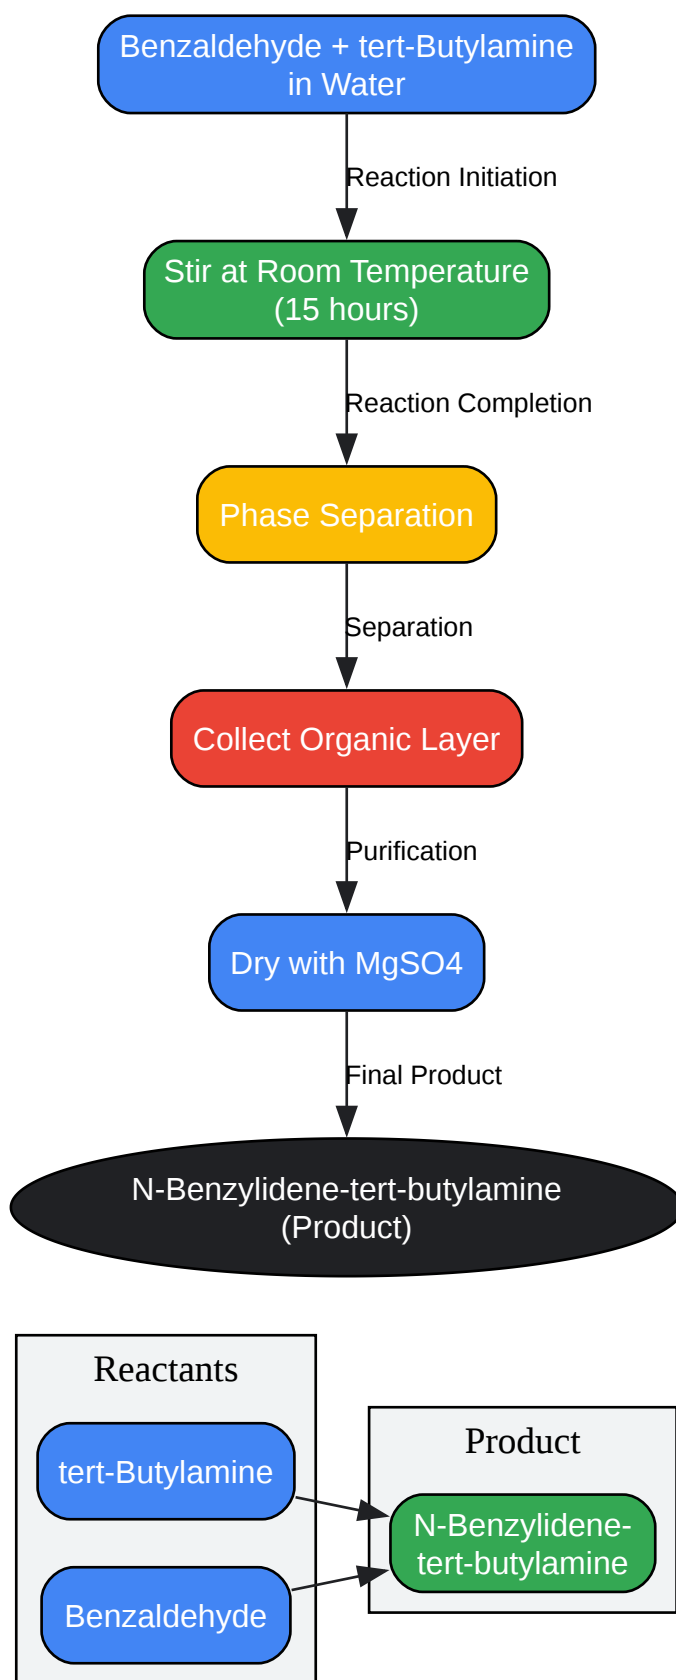 Benzaldehyde + tert-Butylamine
in Water
Reaction Initiation
Stir at Room Temperature
(15 hours)
Reaction Completion
Phase Separation
Separation
Collect Organic Layer
Purification
Dry with MgSO4
Final Product
N-Benzylidene-tert-butylamine
(Product)
Reactants
tert-Butylamine
Benzaldehyde
Product
N-Benzylidene-
tert-butylamine